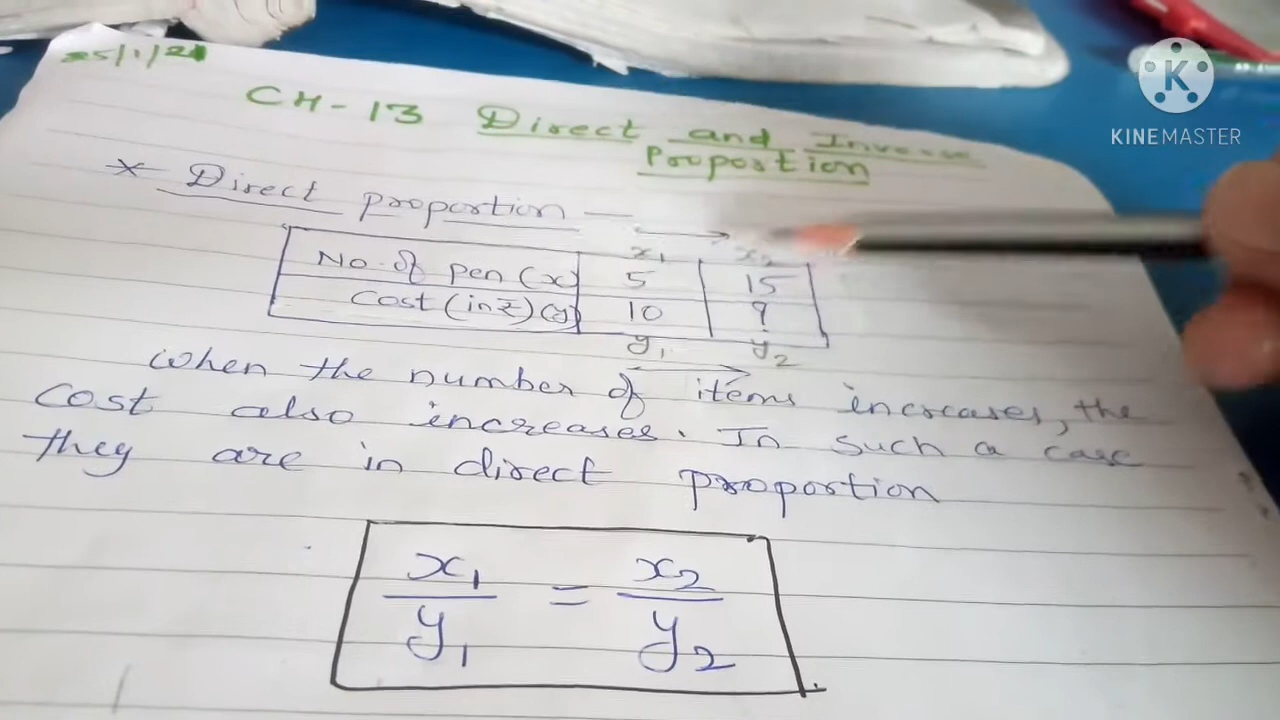 25/1/21
KINEMASTER
CH-13 Direct and Inverse
Proportion
* Direct proportion —
x₁ x₂
No. of pen (x) 5 15
Cost (in ₹) (y) 10 ?
y₁ y₂
When the number of items increases, the
cost also increases. In such a case
they are in direct proportion
x₁/y₁ = x₂/y₂